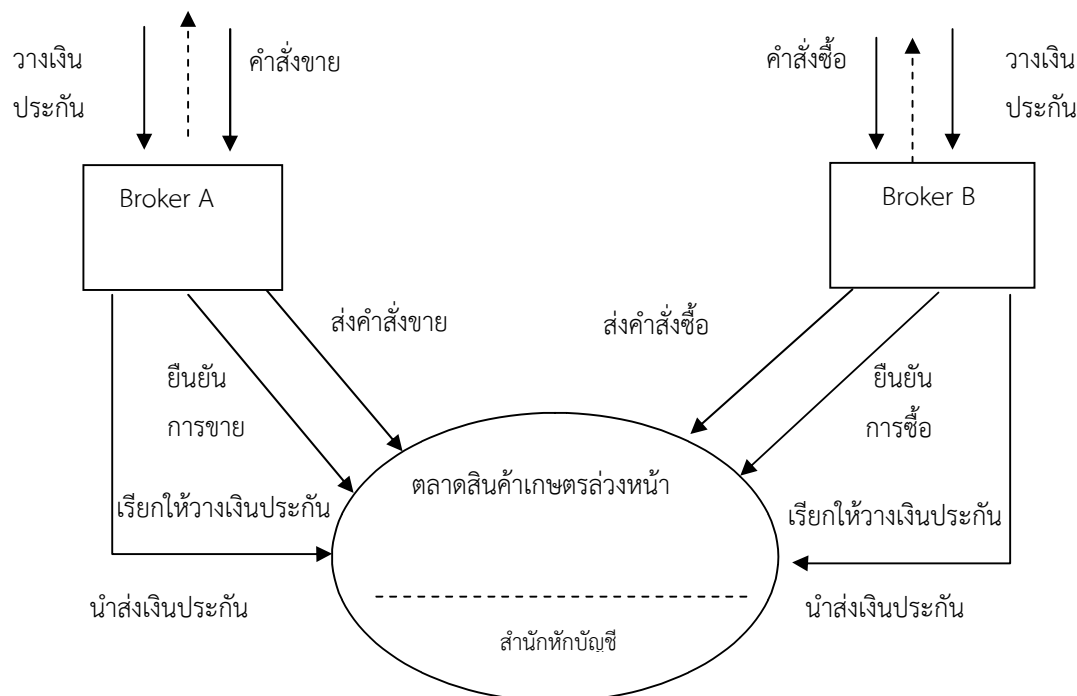 วางเงิน
ประกัน
คำสั่งขาย
คำสั่งซื้อ
วางเงิน
ประกัน
Broker A
Broker B
ส่งคำสั่งขาย
ส่งคำสั่งซื้อ
ยืนยัน
การขาย
ยืนยัน
การซื้อ
ตลาดสินค้าเกษตรล่วงหน้า
เรียกให้วางเงินประกัน
เรียกให้วางเงินประกัน
นำส่งเงินประกัน
นำส่งเงินประกัน
สำนักหักบัญชี